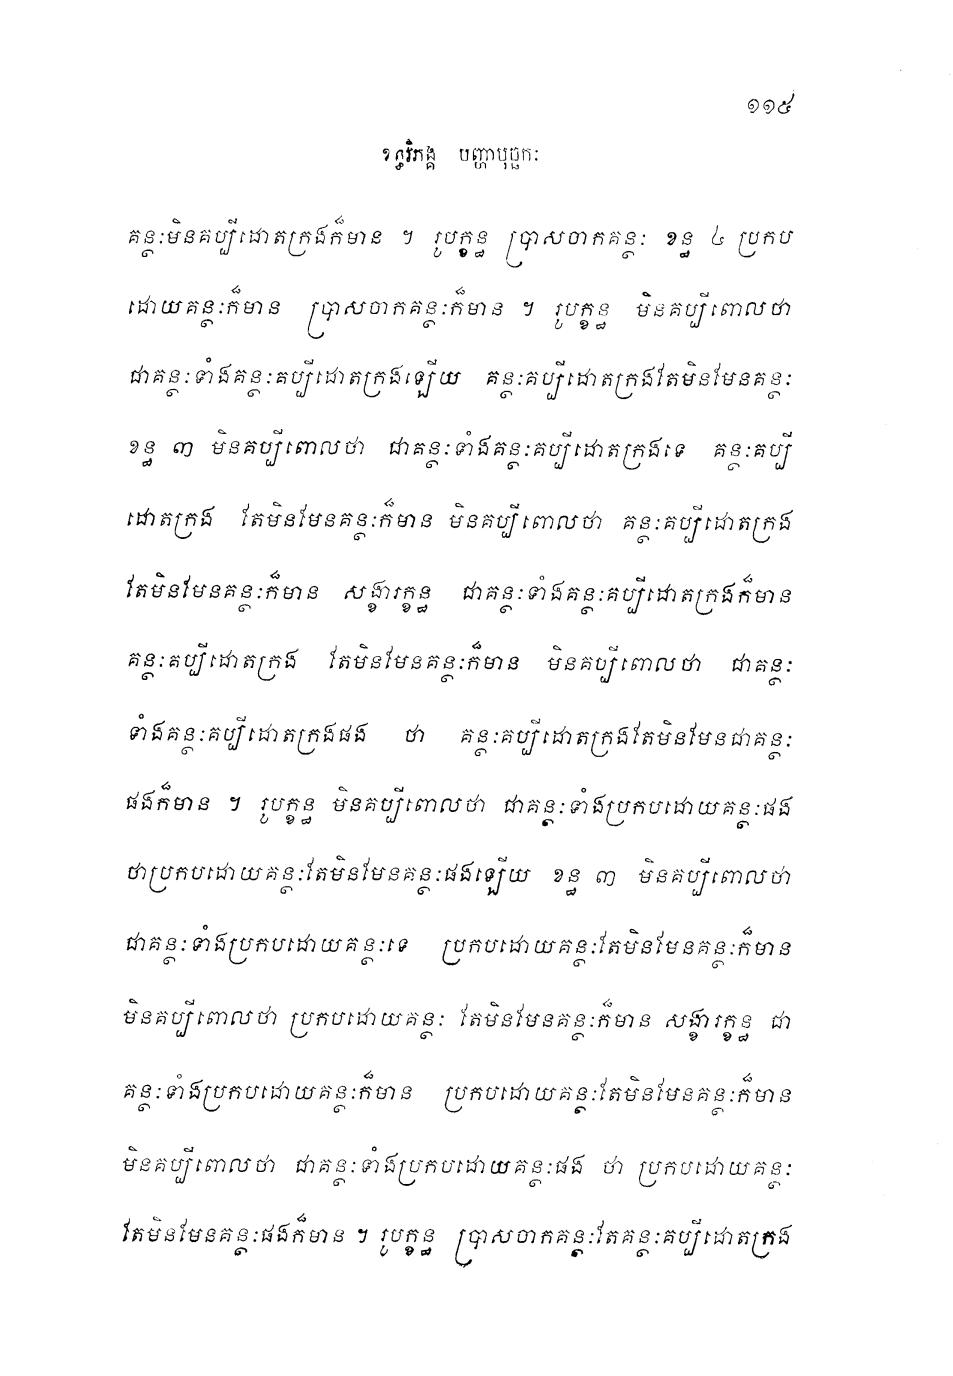 ១១៥
ខន្ធវិភង្គ បញ្ហាបុច្ឆកៈ
គន្ថៈមិនគប្បីដោតក្រងក៏មាន ។ រូបក្ខន្ធ ប្រាសចាកគន្ថៈ ខន្ធ ៤ ប្រកប
ដោយគន្ថៈក៏មាន ប្រាសចាកគន្ថៈក៏មាន ។ រូបក្ខន្ធ មិនគប្បីពោលថា
ជាគន្ថៈទាំងគន្ថៈគប្បីដោតក្រងឡើយ គន្ថៈគប្បីដោតក្រងតែមិនមែនគន្ថៈ
ខន្ធ ៣ មិនគប្បីពោលថា ជាគន្ថៈទាំងគន្ថៈគប្បីដោតក្រងទេ គន្ថៈគប្បី
ដោតក្រង តែមិនមែនគន្ថៈក៏មាន មិនគប្បីពោលថា គន្ថៈគប្បីដោតក្រង
តែមិនមែនគន្ថៈក៏មាន សង្ខារក្ខន្ធ ជាគន្ថៈទាំងគន្ថៈគប្បីដោតក្រងក៏មាន
គន្ថៈគប្បីដោតក្រង តែមិនមែនគន្ថៈក៏មាន មិនគប្បីពោលថា ជាគន្ថៈ
ទាំងគន្ថៈគប្បីដោតក្រងផង ថា គន្ថៈគប្បីដោតក្រងតែមិនមែនជាគន្ថៈ
ផងក៏មាន ។ រូបក្ខន្ធ មិនគប្បីពោលថា ជាគន្ថៈទាំងប្រកបដោយគន្ថៈផង
ថាប្រកបដោយគន្ថៈតែមិនមែនគន្ថៈផងឡើយ ខន្ធ ៣ មិនគប្បីពោលថា
ជាគន្ថៈទាំងប្រកបដោយគន្ថៈទេ ប្រកបដោយគន្ថៈតែមិនមែនគន្ថៈក៏មាន
មិនគប្បីពោលថា ប្រកបដោយគន្ថៈ តែមិនមែនគន្ថៈក៏មាន សង្ខារក្ខន្ធ ជា
គន្ថៈទាំងប្រកបដោយគន្ថៈក៏មាន ប្រកបដោយគន្ថៈតែមិនមែនគន្ថៈក៏មាន
មិនគប្បីពោលថា ជាគន្ថៈទាំងប្រកបដោយគន្ថៈផង ថា ប្រកបដោយគន្ថៈ
តែមិនមែនគន្ថៈផងក៏មាន ។ រូបក្ខន្ធ ប្រាសចាកគន្ថៈតែគន្ថៈគប្បីដោតក្រង